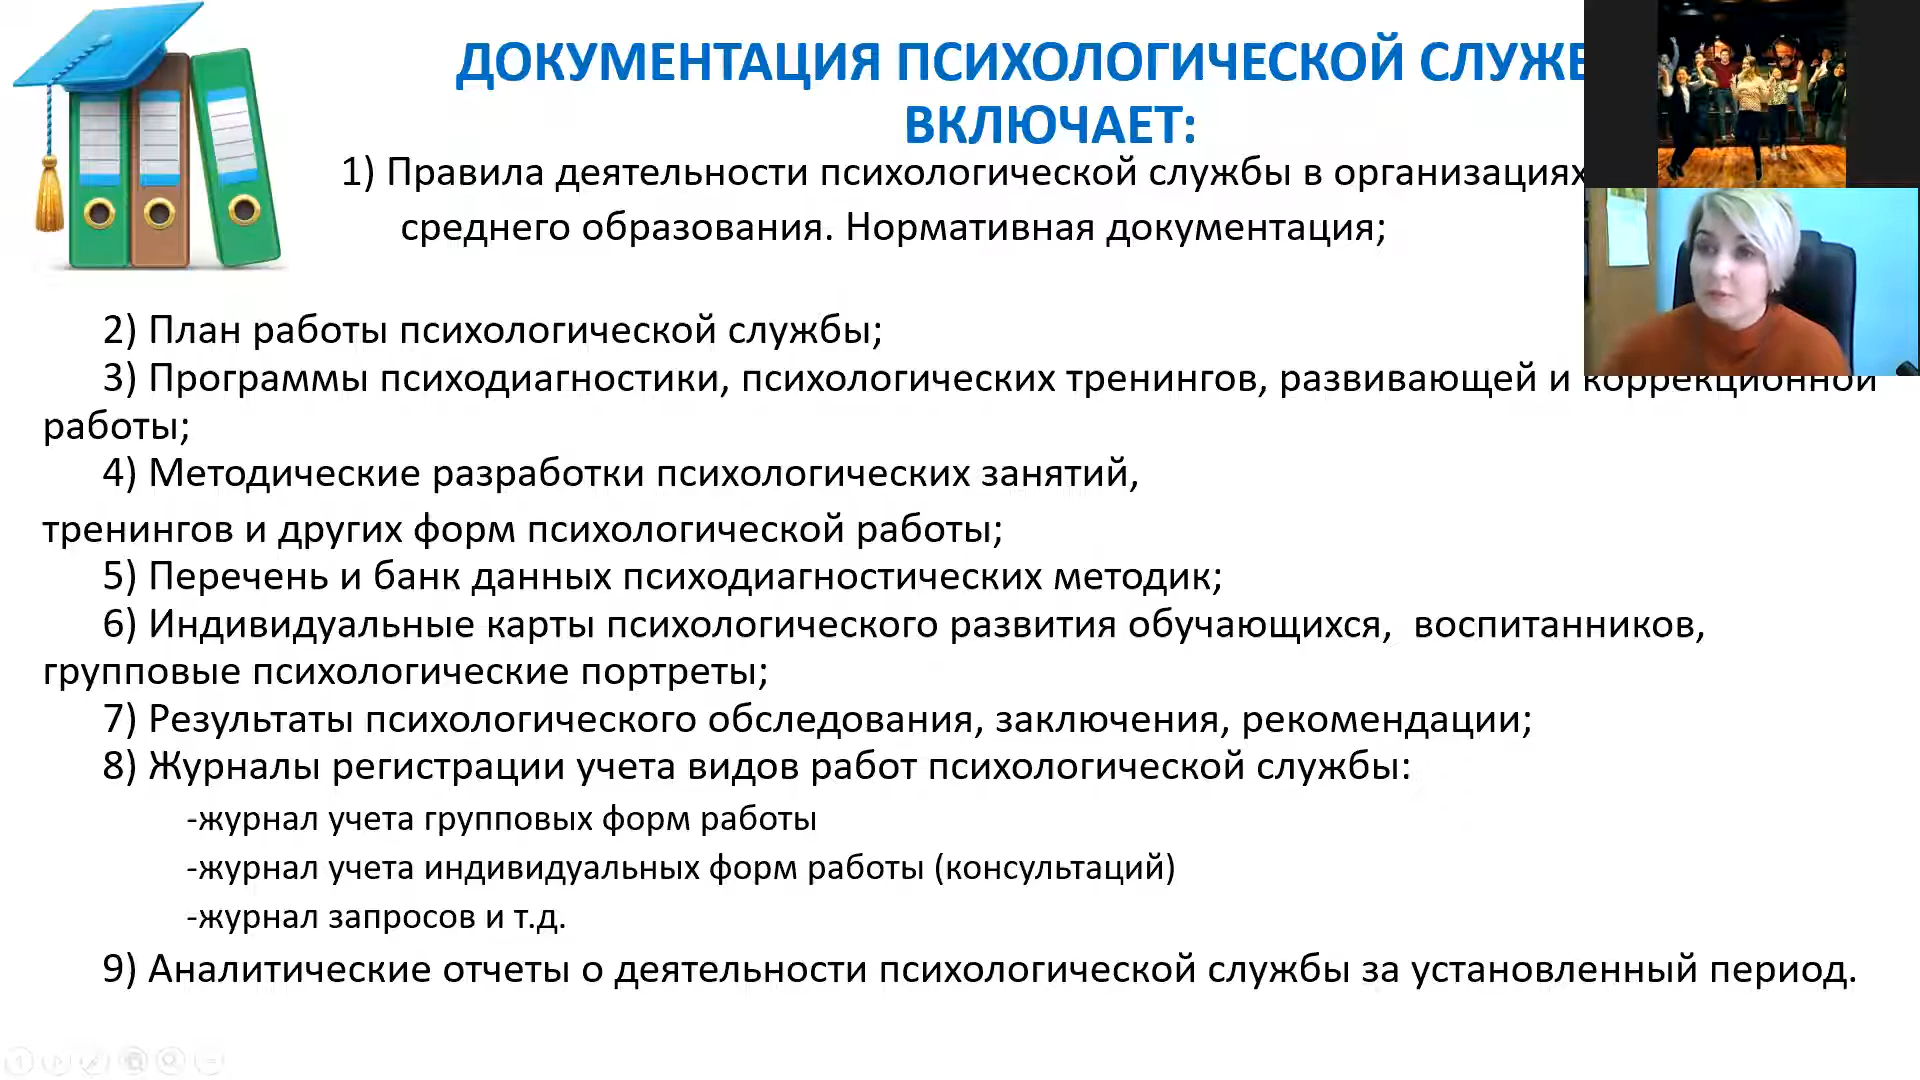 ДОКУМЕНТАЦИЯ ПСИХОЛОГИЧЕСКОЙ
ВКЛЮЧАЕТ:
1) Правила деятельности психологической службы в организациях
среднего образования. Нормативная документация;
2) План работы психологической службы;
3) Программы психодиагностики, психологических тренингов, развивающей и коррекционной
работы;
4) Методические разработки психологических занятий,
тренингов и других форм психологической работы;
5) Перечень и банк данных психодиагностических методик;
6) Индивидуальные карты психологического развития обучающихся, воспитанников,
групповые психологические портреты;
7) Результаты психологического обследования, заключения, рекомендации;
8) Журналы регистрации учета видов работ психологической службы:
-журнал учета групповых форм работы
-журнал учета индивидуальных форм работы (консультаций)
-журнал запросов и т.д.
9) Аналитические отчеты о деятельности психологической службы за установленный период.